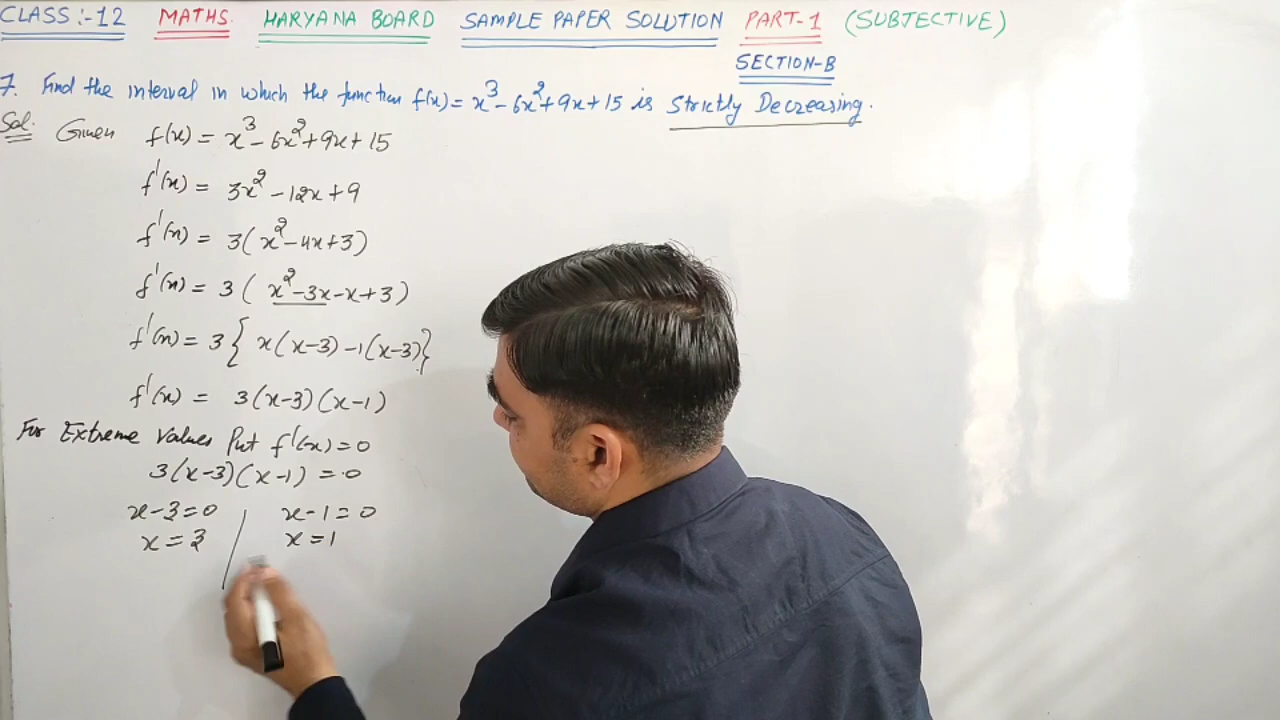 CLASS :-12 MATHS. HARYANA BOARD SAMPLE PAPER SOLUTION PART-1 (SUBJECTIVE)
SECTION-B
7. Find the interval in which the function f(x) = x³ - 6x² + 9x + 15 is Strictly Decreasing.
Sol. Given f(x) = x³ - 6x² + 9x + 15
f'(x) = 3x² - 12x + 9
f'(x) = 3(x² - 4x + 3)
f'(x) = 3( x² - 3x - x + 3)
f'(x) = 3{ x(x-3) -1(x-3)}
f'(x) = 3(x-3)(x-1)
For Extreme Values Put f'(x) = 0
3(x-3)(x-1) = 0
x-3=0 / x-1=0
x=3 x=1